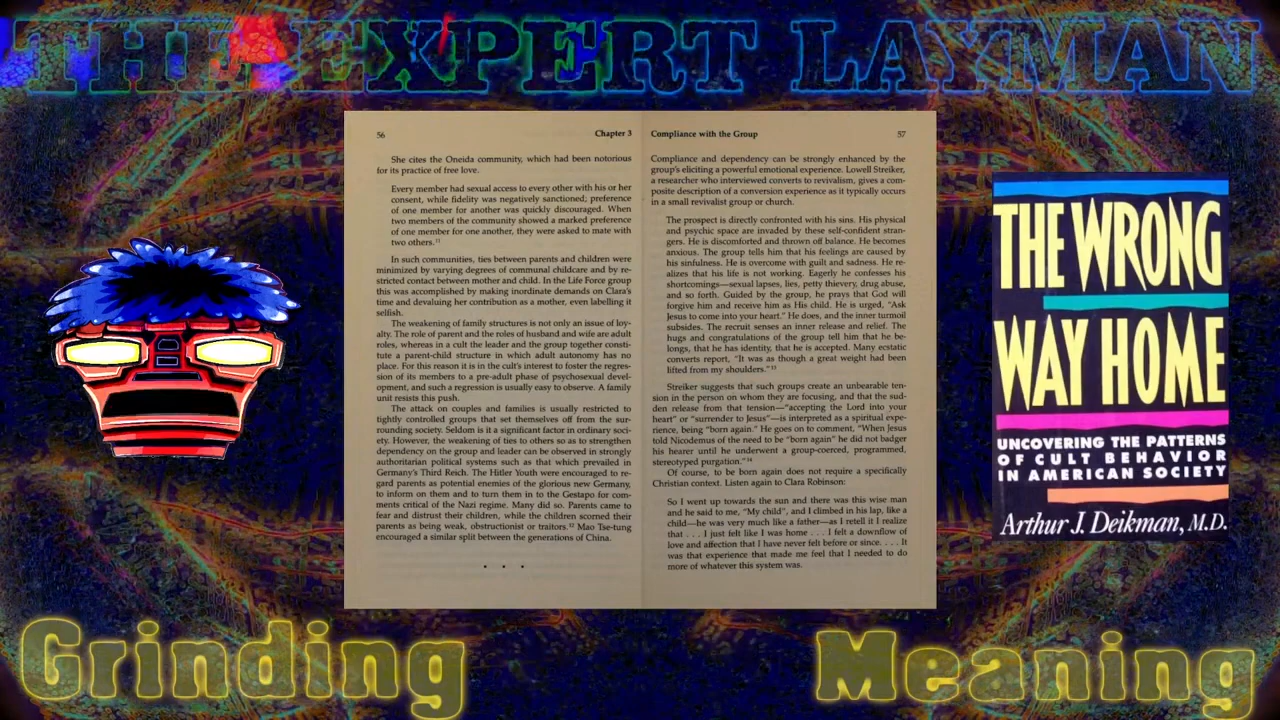 THE EXPERT LAYMAN
56
Chapter 3
She cites the Oneida community, which had been notorious
for its practice of free love.
Every member had sexual access to every other with his or her
consent, while fidelity was negatively sanctioned; preference
of one member for another was quickly discouraged. When
two members of the community showed a marked preference
of one member for one another, they were asked to mate with
two others.¹¹
In such communities, ties between parents and children were
minimized by varying degrees of communal childcare and by re-
stricted contact between mother and child. In the Life Force group
this was accomplished by making inordinate demands on Clara's
time and devaluing her contribution as a mother, even labelling it
selfish.
The weakening of family structures is not only an issue of loy-
alty. The role of parent and the roles of husband and wife are adult
roles, whereas in a cult the leader and the group together consti-
tute a parent-child structure in which adult autonomy has no
place. For this reason it is in the cult's interest to foster the regres-
sion of its members to a pre-adult phase of psychosexual devel-
opment, and such a regression is usually easy to observe. A family
unit resists this push.
The attack on couples and families is usually restricted to
tightly controlled groups that set themselves off from the sur-
rounding society. Seldom is it a significant factor in ordinary soci-
ety. However, the weakening of ties to others so as to strengthen
dependency on the group and leader can be observed in strongly
authoritarian political systems such as that which prevailed in
Germany's Third Reich. The Hitler Youth were encouraged to re-
gard parents as potential enemies of the glorious new Germany,
to inform on them and to turn them in to the Gestapo for com-
ments critical of the Nazi regime. Many did so. Parents came to
fear and distrust their children, while the children scorned their
parents as being weak, obstructionist or traitors.¹² Mao Tse-tung
encouraged a similar split between the generations of China.
. . .
Compliance with the Group
57
Compliance and dependency can be strongly enhanced by the
group's eliciting a powerful emotional experience. Lowell Streiker,
a researcher who interviewed converts to revivalism, gives a com-
posite description of a conversion experience as it typically occurs
in a small revivalist group or church.
The prospect is directly confronted with his sins. His physical
and psychic space are invaded by these self-confident stran-
gers. He is discomforted and thrown off balance. He becomes
anxious. The group tells him that his feelings are caused by
his sinfulness. He is overcome with guilt and sadness. He re-
alizes that his life is not working. Eagerly he confesses his
shortcomings—sexual lapses, lies, petty thievery, drug abuse,
and so forth. Guided by the group, he prays that God will
forgive him and receive him as His child. He is urged, "Ask
Jesus to come into your heart." He does, and the inner turmoil
subsides. The recruit senses an inner release and relief. The
hugs and congratulations of the group tell him that he be-
longs, that he has identity, that he is accepted. Many ecstatic
converts report, "It was as though a great weight had been
lifted from my shoulders."¹³
Streiker suggests that such groups create an unbearable ten-
sion in the person on whom they are focusing, and that the sud-
den release from that tension—"accepting the Lord into your
heart" or "surrender to Jesus"—is interpreted as a spiritual expe-
rience, being "born again." He goes on to comment, "When Jesus
told Nicodemus of the need to be "born again" he did not badger
his hearer until he underwent a group-coerced, programmed,
stereotyped purgation."¹⁴
Of course, to be born again does not require a specifically
Christian context. Listen again to Clara Robinson:
So I went up towards the sun and there was this wise man
and he said to me, "My child", and I climbed in his lap, like a
child—he was very much like a father—as I retell it I realize
that . . . I just felt like I was home . . . I felt a downflow of
love and affection that I have never felt before or since. . . . It
was that experience that made me feel that I needed to do
more of whatever this system was.
THE WRONG
WAY HOME
UNCOVERING THE PATTERNS
OF CULT BEHAVIOR
IN AMERICAN SOCIETY
Arthur J. Deikman, M.D.
Grinding
Meaning